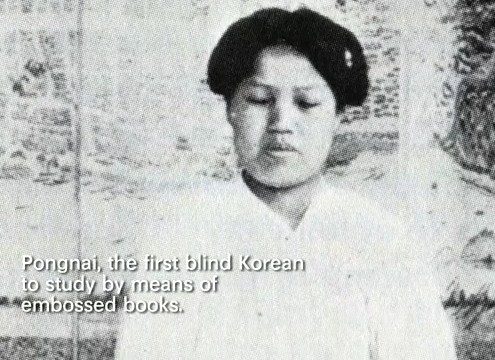 Pongnai, the first blind Korean
to study by means of
embossed books.